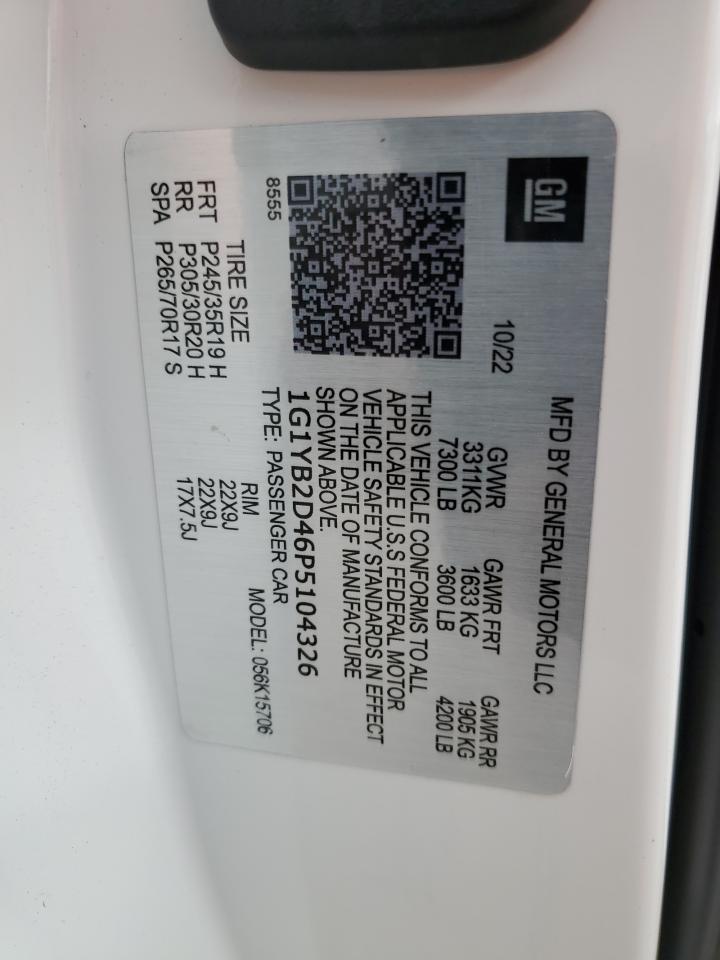 GM
MFD BY GENERAL MOTORS LLC
10/22
GVWR GAWR FRT GAWR RR
3311KG 1633 KG 1905 KG
7300 LB 3600 LB 4200 LB
THIS VEHICLE CONFORMS TO ALL
APPLICABLE U.S.S FEDERAL MOTOR
VEHICLE SAFETY STANDARDS IN EFFECT
ON THE DATE OF MANUFACTURE
SHOWN ABOVE.
1G1YB2D46P5104326
8555 TYPE: PASSENGER CAR MODEL: 056K15706
TIRE SIZE RIM
FRT P245/35R19 H 22X9J
RR P305/30R20 H 22X9J
SPA P265/70R17 S 17X7.5J